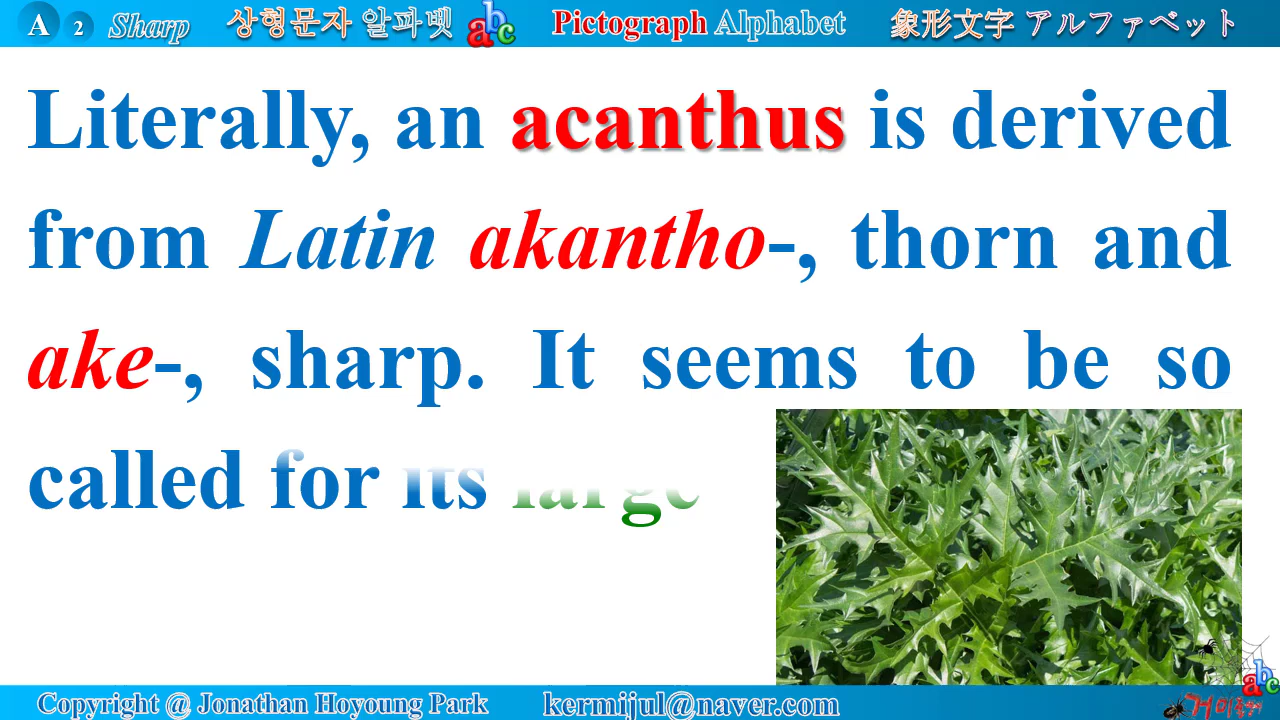 A 2 Sharp 상형문자 알파벳 abc Pictograph Alphabet 象形文字 アルファベット
Literally, an acanthus is derived
from Latin akantho-, thorn and
ake-, sharp. It seems to be so
called for its large
abc
Copyright @ Jonathan Hoyoung Park kermijul@naver.com